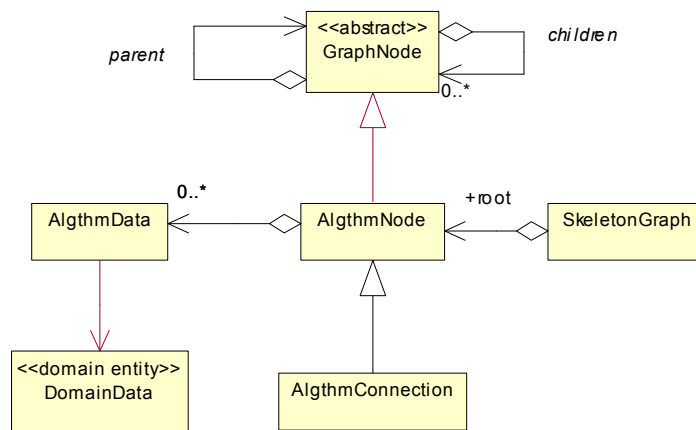 <<abstract>>
GraphNode
parent
children
0..*
0..*
+root
AlgthmData
AlgthmNode
SkeletonGraph
<<domain entity>>
DomainData
AlgthmConnection